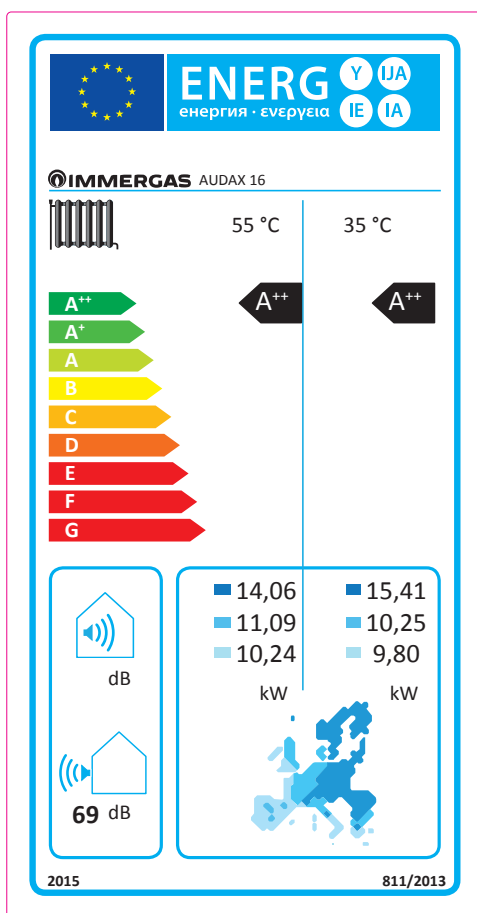 ENERG
енергия · ενεργεια
Y IJA
IE IA
IMMERGAS AUDAX 16
55 °C 35 °C
A++ A++ A++
A+
A
B
C
D
E
F
G
14,06 15,41
11,09 10,25
10,24 9,80
kW kW
dB
69 dB
2015 811/2013